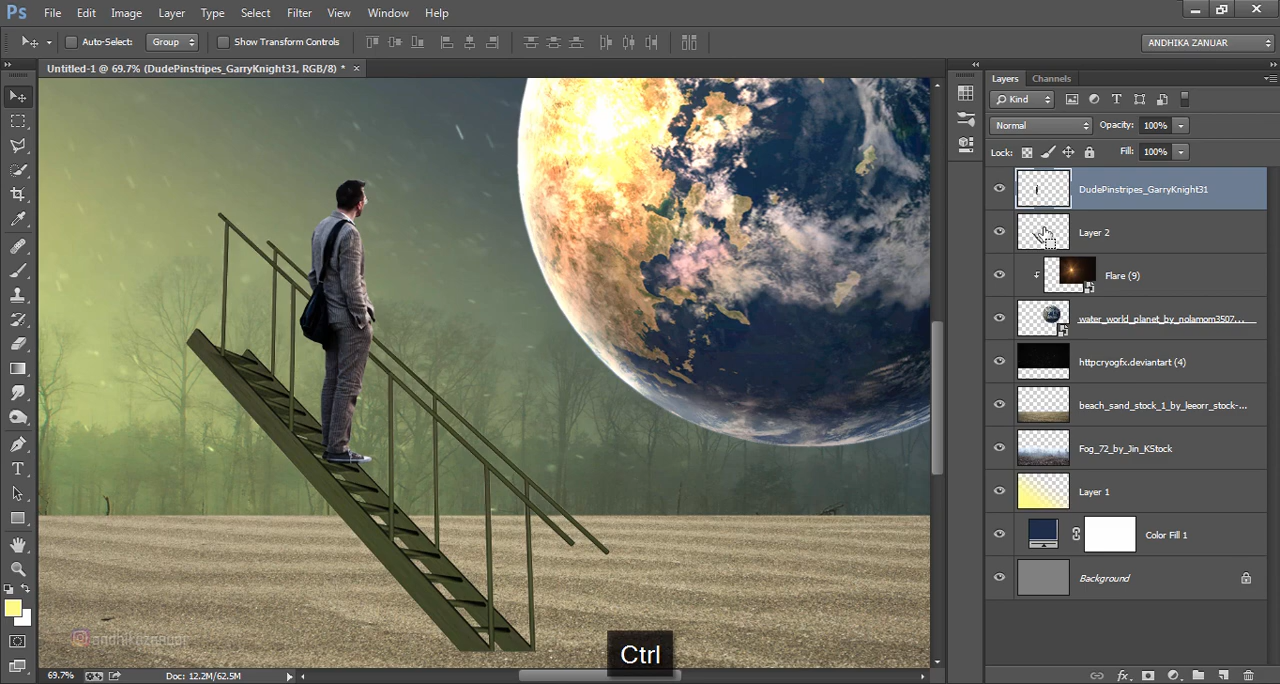 Ps File Edit Image Layer Type Select Filter View Window Help
Auto-Select: Group Show Transform Controls ANDHIKA ZANUAR
Untitled-1 @ 69.7% (DudePinstripes_GarryKnight31, RGB/8) * ×
Layers Channels
Kind
Normal Opacity: 100%
Lock: Fill: 100%
DudePinstripes_GarryKnight31
Layer 2
Flare (9)
water_world_planet_by_nolamom3507...
httpcryogfx.deviantart (4)
beach_sand_stock_1_by_leeorr_stock-...
Fog_72_by_Jin_KStock
Layer 1
Color Fill 1
Background
andhikazanuar
Ctrl
69.7% Doc: 12.2M/62.5M